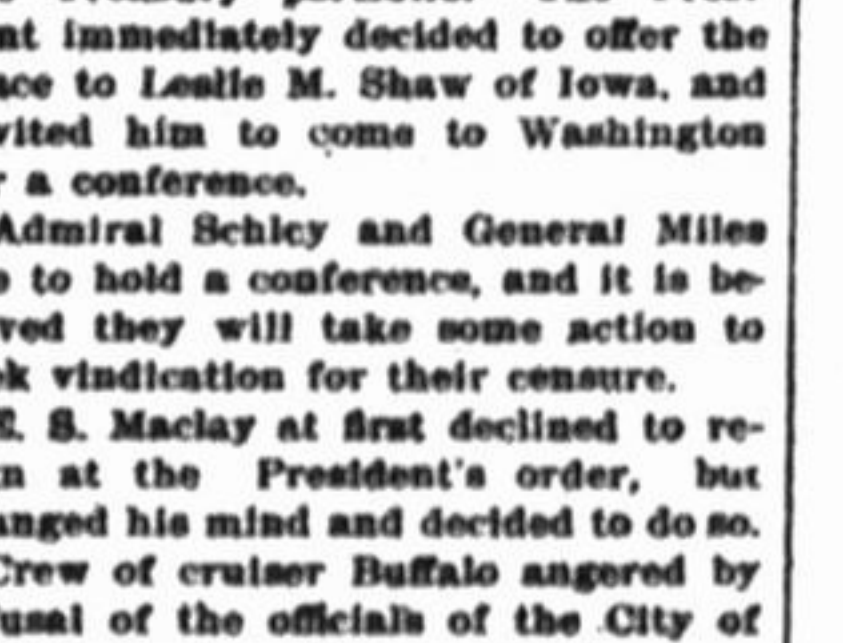 nt immediately decided to offer the
ace to Leslie M. Shaw of Iowa, and
vited him to come to Washington
r a conference.
Admiral Schley and General Miles
e to hold a conference, and it is be-
ved they will take some action to
ek vindication for their censure.
E. S. Maclay at first declined to re-
n at the President's order, but
anged his mind and decided to do so.
Crew of cruiser Buffalo angered by
fusal of the officials of the City of